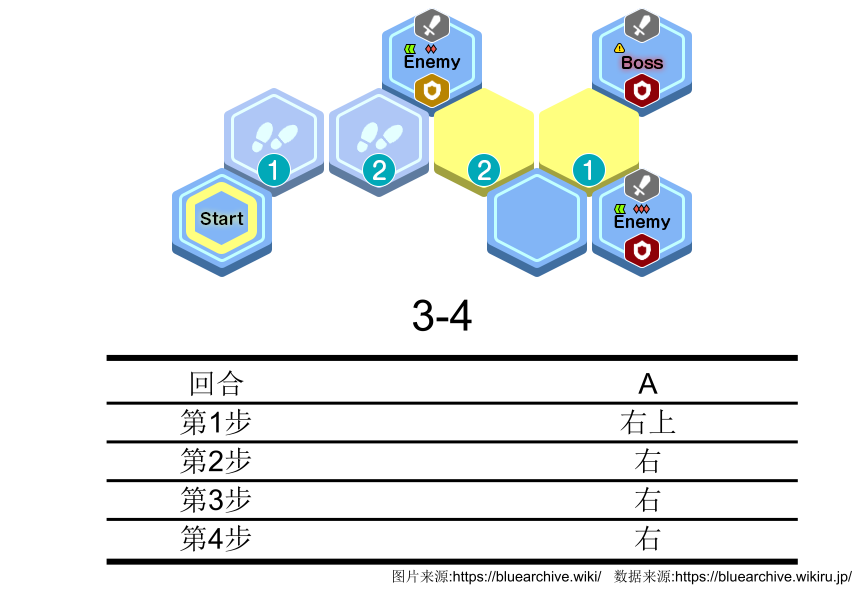 Enemy
Boss
1
2
2
1
Start
Enemy
3-4
回合 A
第1步 右上
第2步 右
第3步 右
第4步 右
图片来源:https://bluearchive.wiki/ 数据来源:https://bluearchive.wikiru.jp/